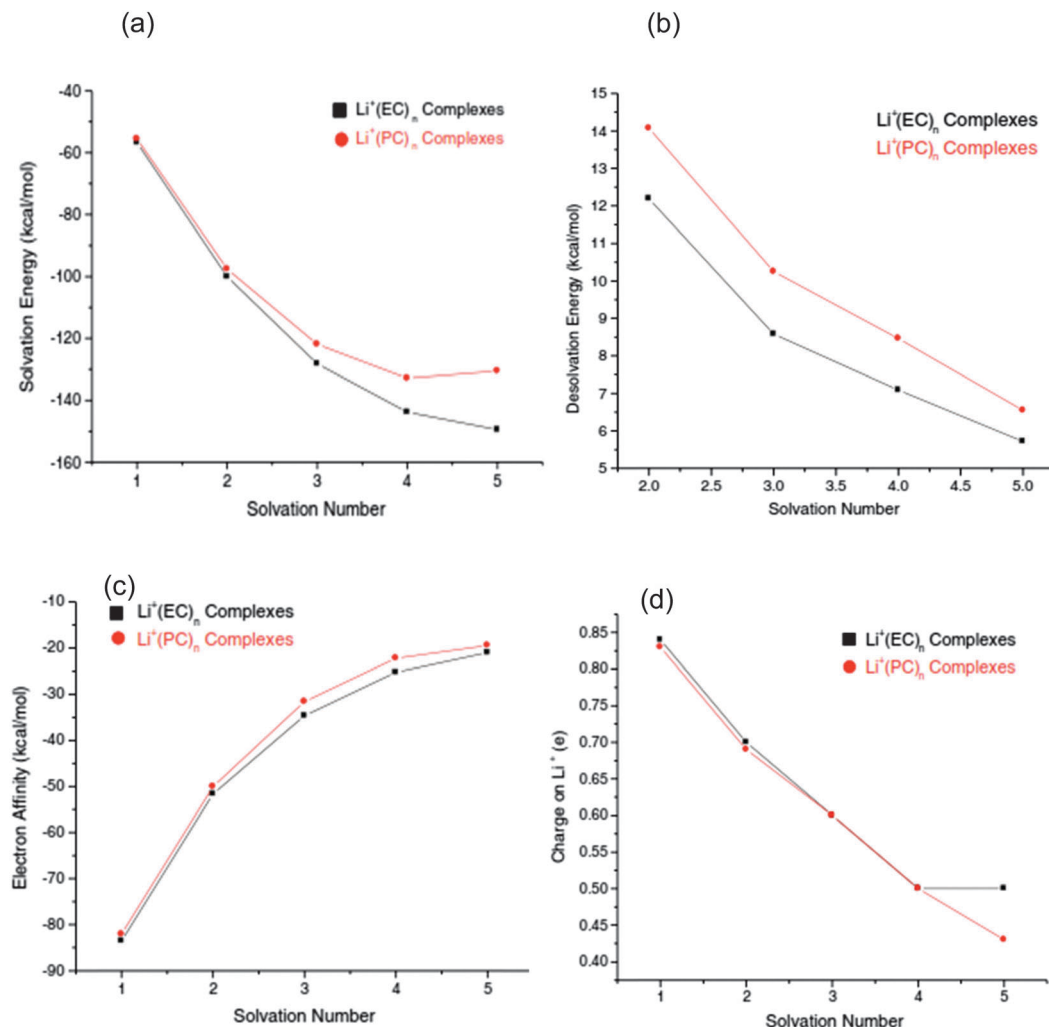 (a)
-40
-60
-80
-100
-120
-140
-160
1 2 3 4 5
Solvation Number
Solvation Energy (kcal/mol)
Li⁺(EC)ₙ Complexes
Li⁺(PC)ₙ Complexes
(b)
15
14
13
12
11
10
9
8
7
6
5
2.0 2.5 3.0 3.5 4.0 4.5 5.0
Solvation Number
Desolvation Energy (kcal/mol)
Li⁺(EC)ₙ Complexes
Li⁺(PC)ₙ Complexes
(c)
-10
-20
-30
-40
-50
-60
-70
-80
-90
1 2 3 4 5
Solvation Number
Electron Affinity (kcal/mol)
Li⁺(EC)ₙ Complexes
Li⁺(PC)ₙ Complexes
(d)
0.85
0.80
0.75
0.70
0.65
0.60
0.55
0.50
0.45
0.40
1 2 3 4 5
Solvation Number
Charge on Li⁺ (e)
Li⁺(EC)ₙ Complexes
Li⁺(PC)ₙ Complexes